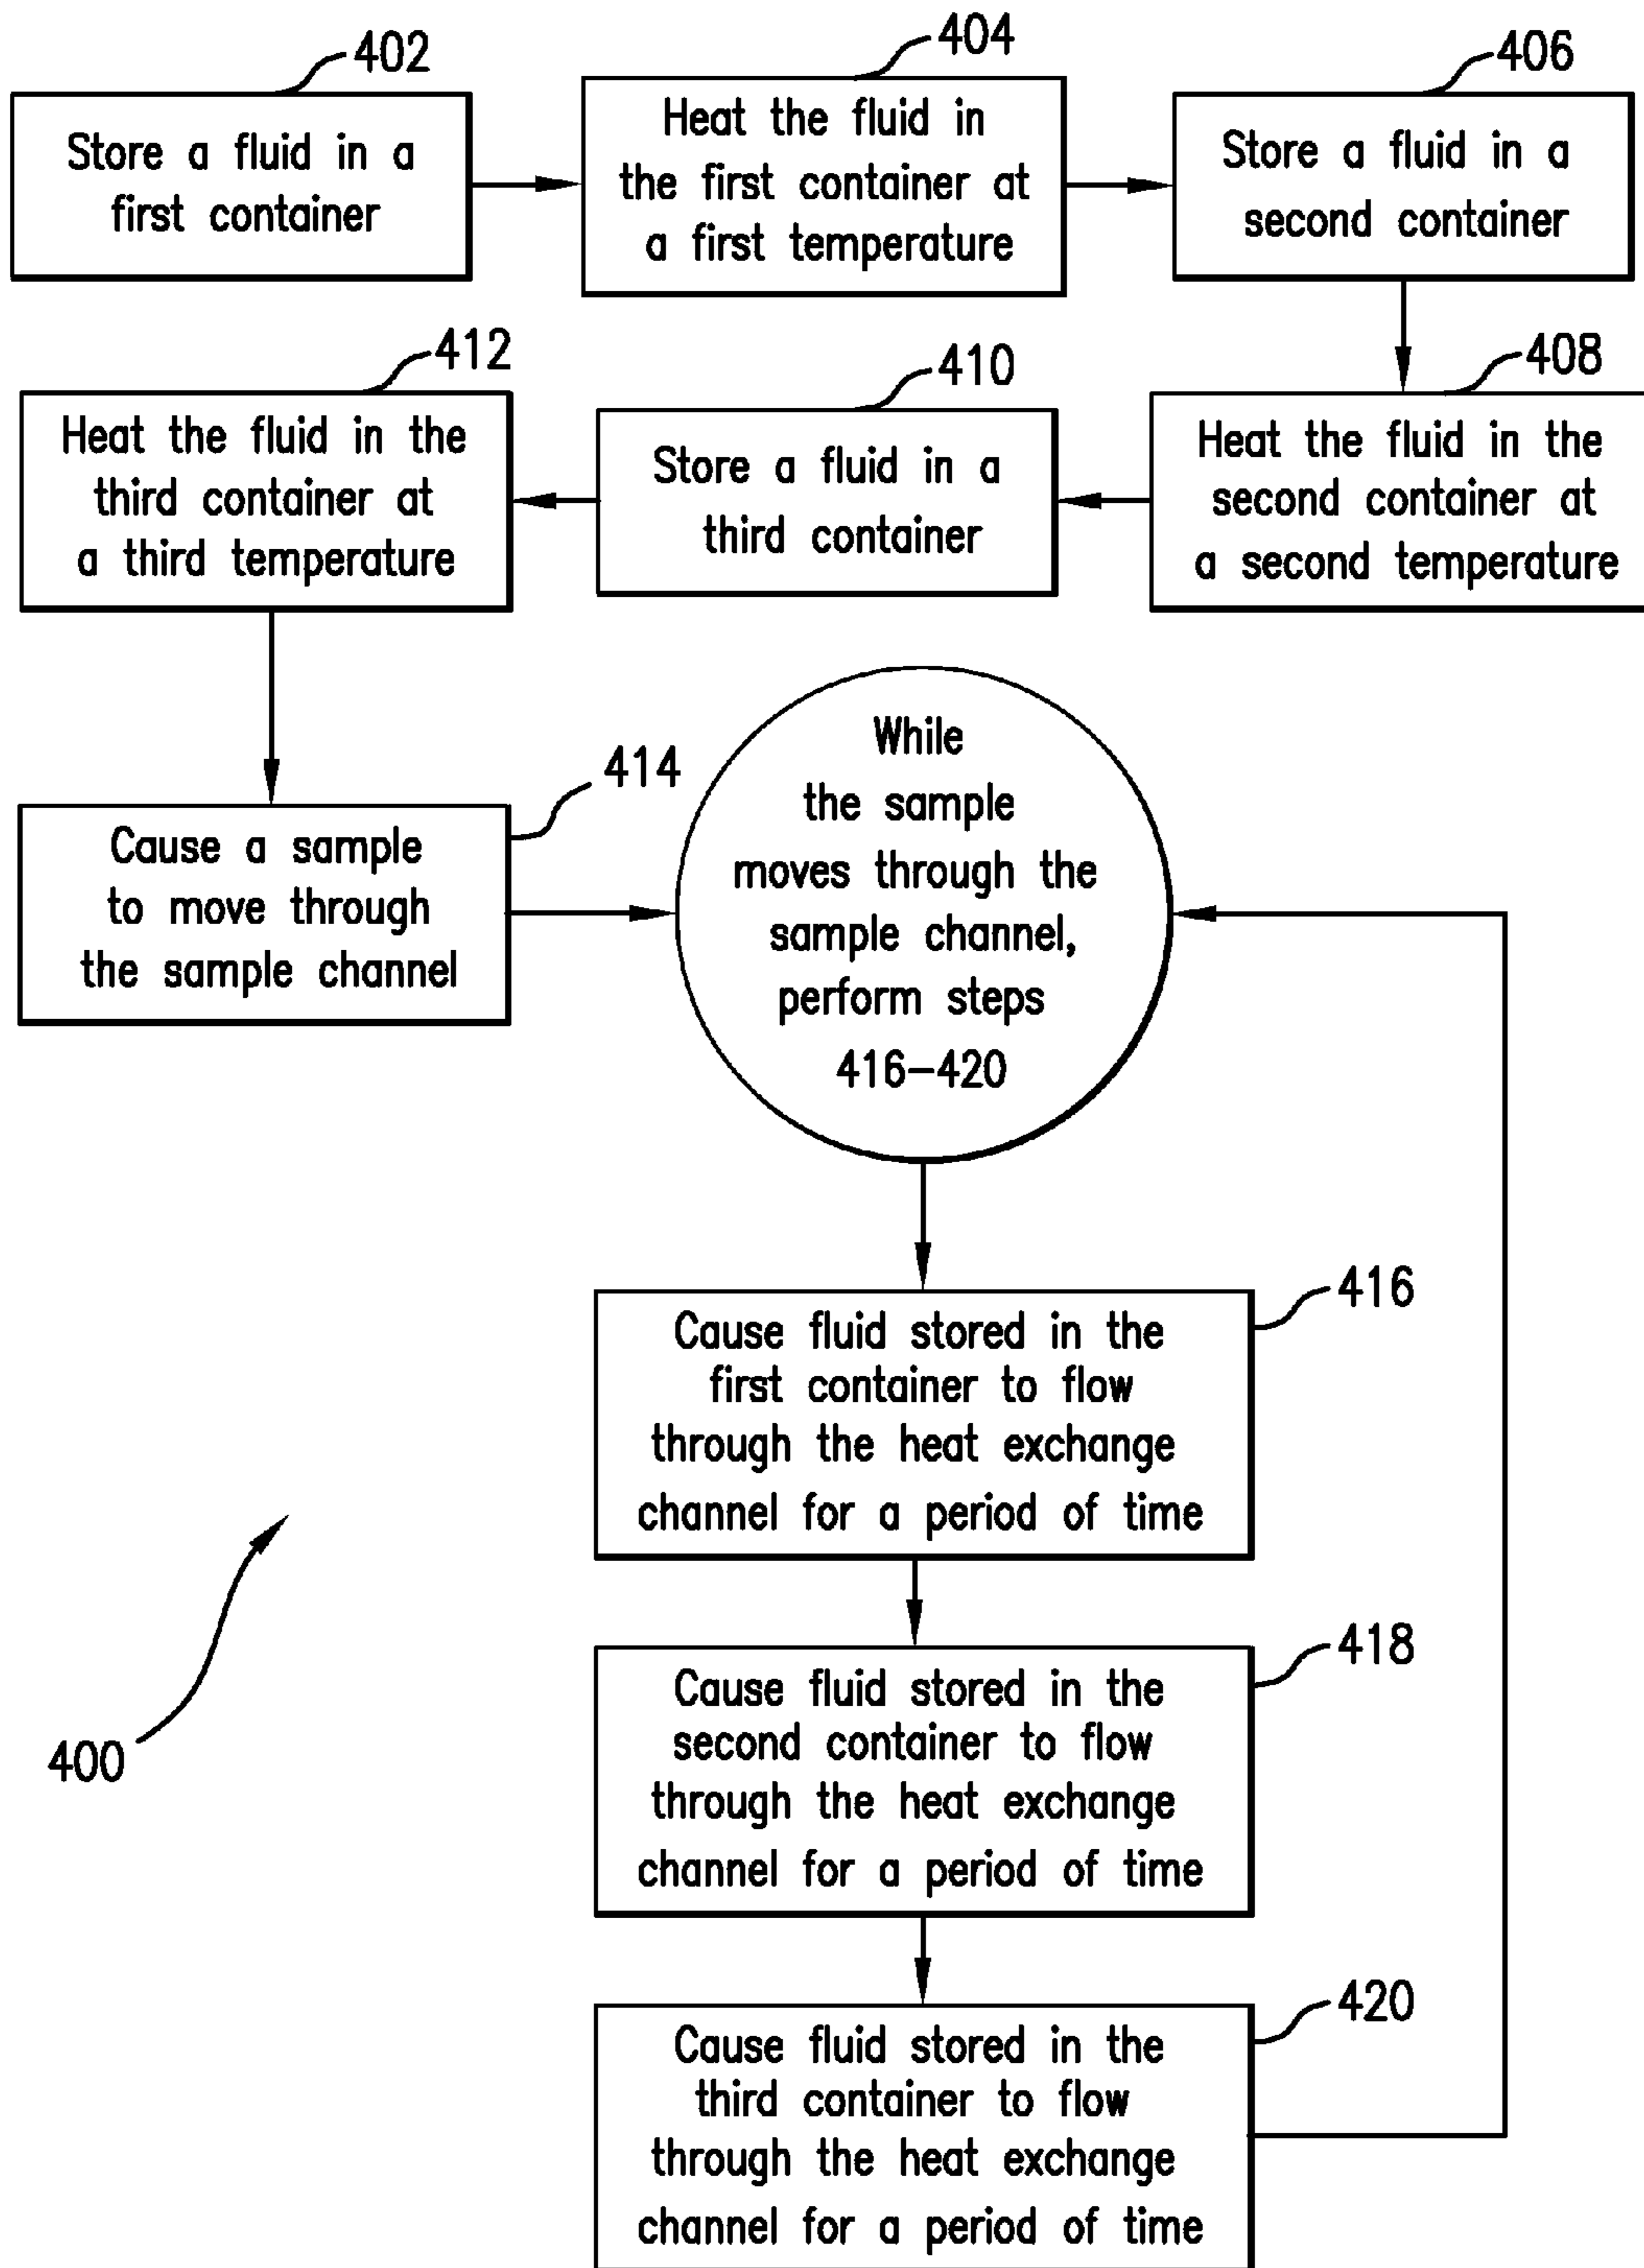 402
Store a fluid in a
first container
404
Heat the fluid in
the first container at
a first temperature
406
Store a fluid in a
second container
408
Heat the fluid in the
second container at
a second temperature
410
Store a fluid in a
third container
412
Heat the fluid in the
third container at
a third temperature
414
Cause a sample
to move through
the sample channel
While
the sample
moves through the
sample channel,
perform steps
416-420
416
Cause fluid stored in the
first container to flow
through the heat exchange
channel for a period of time
418
Cause fluid stored in the
second container to flow
through the heat exchange
channel for a period of time
400
420
Cause fluid stored in the
third container to flow
through the heat exchange
channel for a period of time